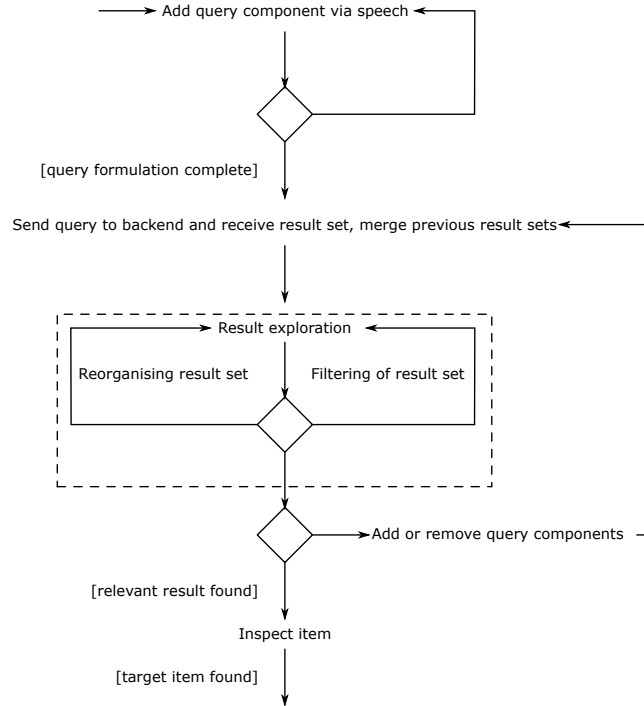 Add query component via speech
[query formulation complete]
Send query to backend and receive result set, merge previous result sets
Result exploration
Reorganising result set
Filtering of result set
Add or remove query components
[relevant result found]
Inspect item
[target item found]